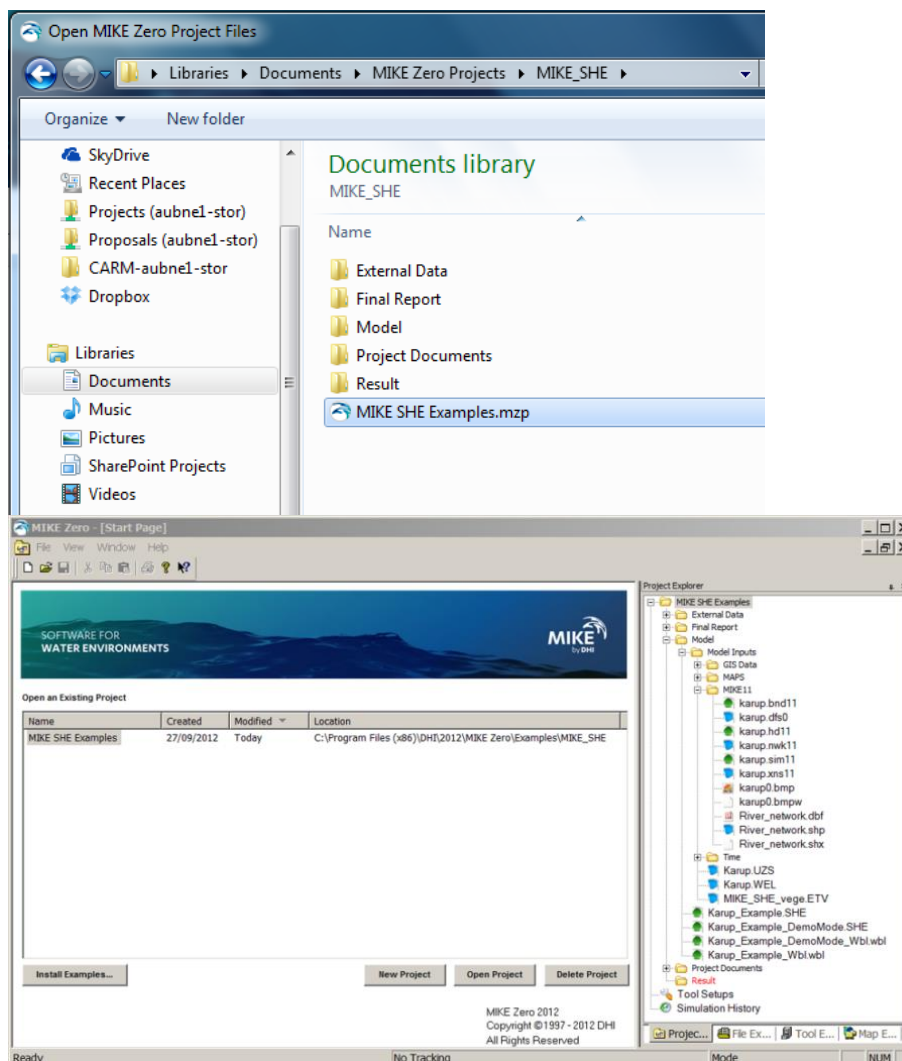 Open MIKE Zero Project Files
Libraries Documents MIKE Zero Projects MIKE_SHE
Organize New folder
SkyDrive
Recent Places
Projects (aubne1-stor)
Proposals (aubne1-stor)
CARM-aubne1-stor
Dropbox
Libraries
Documents
Music
Pictures
SharePoint Projects
Videos
Documents library
MIKE_SHE
Name
External Data
Final Report
Model
Project Documents
Result
MIKE SHE Examples.mzp
MIKE Zero - [Start Page]
File View Window Help
SOFTWARE FOR
WATER ENVIRONMENTS
MIKE
by DHI
Open an Existing Project
Name Created Modified Location
MIKE SHE Examples 27/09/2012 Today C:\Program Files (x86)\DHI\2012\MIKE Zero\Examples\MIKE_SHE
Install Examples... New Project Open Project Delete Project
MIKE Zero 2012
Copyright ©1997 - 2012 DHI
All Rights Reserved
Project Explorer
MIKE SHE Examples
External Data
Final Report
Model
Model Inputs
GIS Data
MAPS
MIKE11
karup.bnd11
karup.dfs0
karup.hd11
karup.nwk11
karup.sim11
karup.xns11
karup0.bmp
karup0.bmpw
River_network.dbf
River_network.shp
River_network.shx
Time
Karup.UZS
Karup.WEL
MIKE_SHE_vege.ETV
Karup_Example.SHE
Karup_Example_DemoMode.SHE
Karup_Example_DemoMode_Wbl.wbl
Karup_Example_Wbl.wbl
Project Documents
Result
Tool Setups
Simulation History
Projec... File Ex... Tool E... Map E...
Ready No Tracking Mode NUM